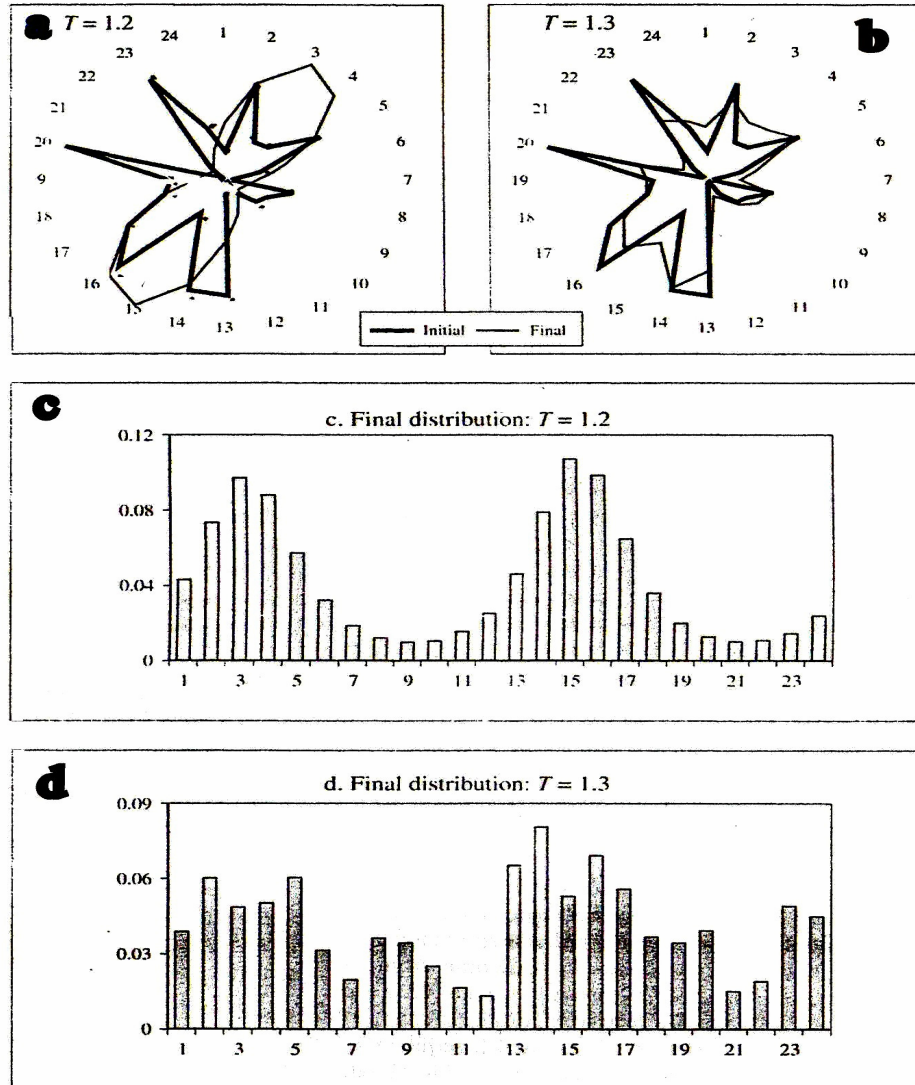 a T = 1.2
24 1 2
23 3
22 4
21 5
20 6
9 7
18 8
17 9
16 10
15 14 13 12 11
b T = 1.3
24 1 2
23 3
22 4
21 5
20 6
19 7
18 8
17 9
16 10
15 14 13 12 11
Initial Final
c
c. Final distribution: T = 1.2
0.12
0.08
0.04
0
1 3 5 7 9 11 13 15 17 19 21 23
d
d. Final distribution: T = 1.3
0.09
0.06
0.03
0
1 3 5 7 9 11 13 15 17 19 21 23